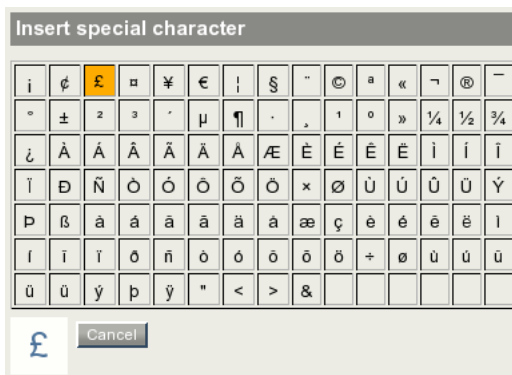 Insert special character
¡ ¢ £ ¤ ¥ € ¦ § ¨ © ª « ¬ ® ¯
° ± ² ³ ´ µ ¶ · ¸ ¹ º » ¼ ½ ¾
¿ À Á Â Ã Ä Å Æ È É Ê Ë Ì Í Î
Ï Ð Ñ Ò Ó Ô Õ Ö × Ø Ù Ú Û Ü Ý
Þ ß à á â ã ä å æ ç è é ê ë ì
í î ï ð ñ ò ó ô õ ö ÷ ø ù ú û
ü ü ý þ ÿ " < > &
£ Cancel